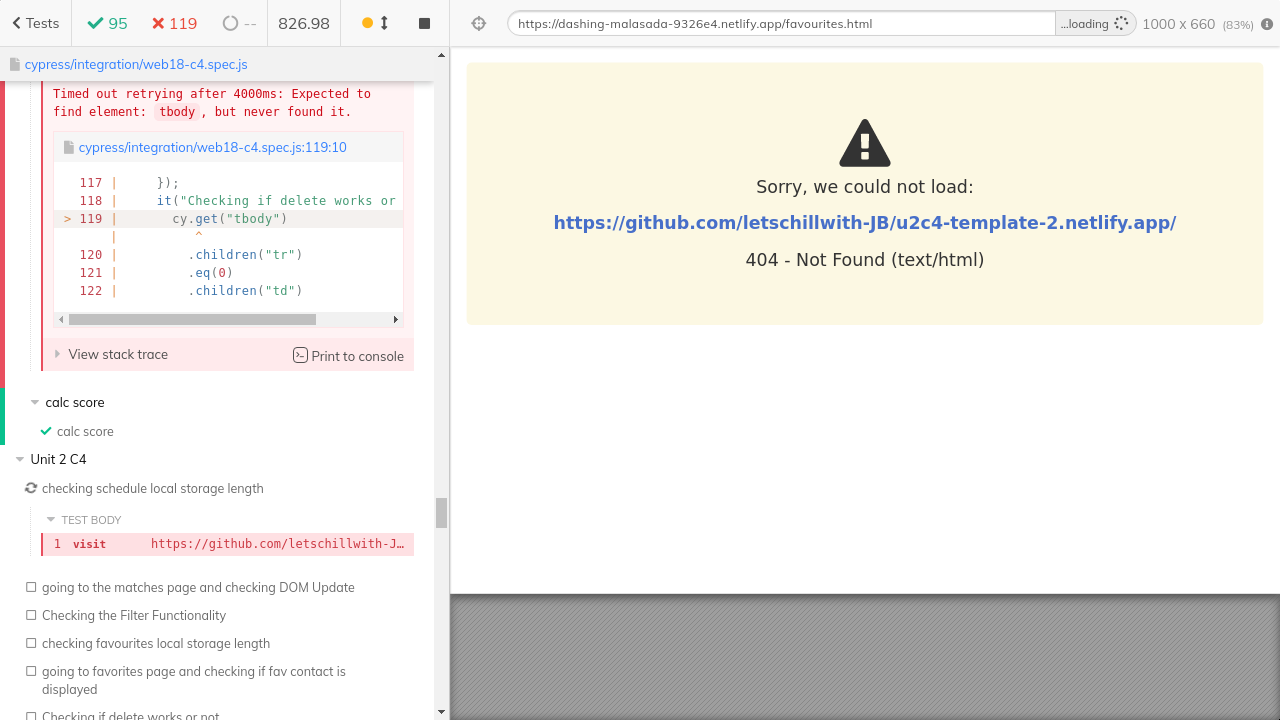 Tests
95
119
--
826.98
https://dashing-malasada-9326e4.netlify.app/favourites.html
...loading
1000 x 660 (83%)
cypress/integration/web18-c4.spec.js
Timed out retrying after 4000ms: Expected to
find element: tbody, but never found it.
cypress/integration/web18-c4.spec.js:119:10
117 | });
118 | it("Checking if delete works or
> 119 | cy.get("tbody")
| ^
120 | .children("tr")
121 | .eq(0)
122 | .children("td")
View stack trace
Print to console
calc score
calc score
Unit 2 C4
checking schedule local storage length
TEST BODY
1 visit https://github.com/letschillwith-J…
going to the matches page and checking DOM Update
Checking the Filter Functionality
checking favourites local storage length
going to favorites page and checking if fav contact is
displayed
Checking if delete works or not
Sorry, we could not load:
https://github.com/letschillwith-JB/u2c4-template-2.netlify.app/
404 - Not Found (text/html)